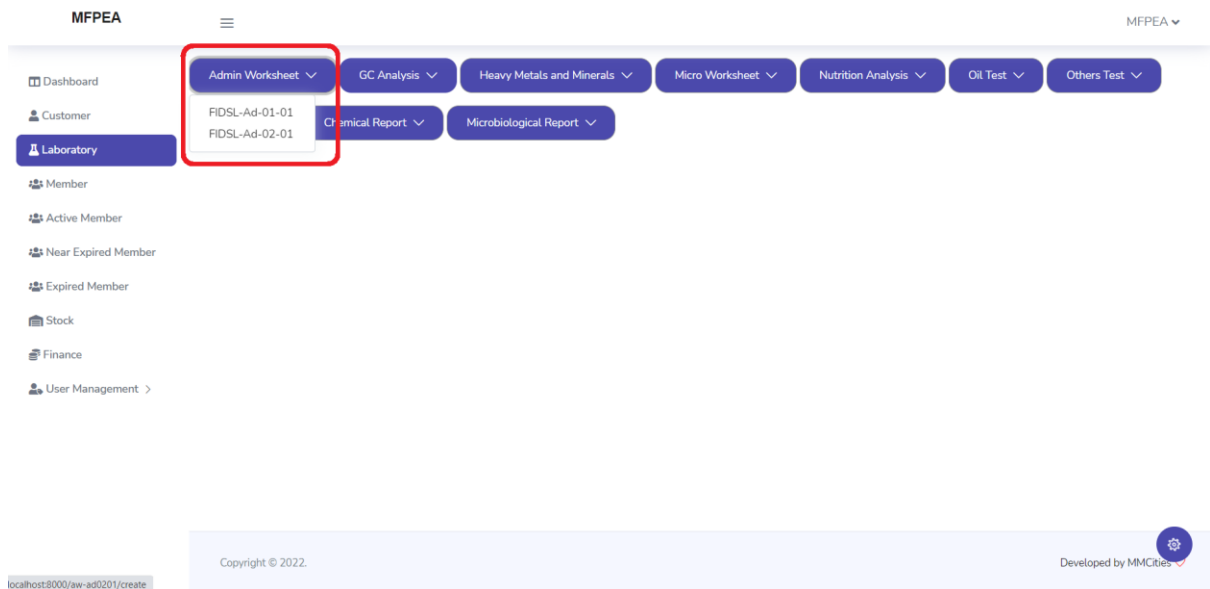 MFPEA
MFPEA
Dashboard
Customer
Laboratory
Member
Active Member
Near Expired Member
Expired Member
Stock
Finance
User Management
Admin Worksheet
GC Analysis
Heavy Metals and Minerals
Micro Worksheet
Nutrition Analysis
Oil Test
Others Test
FIDSL-Ad-01-01
FIDSL-Ad-02-01
Chemical Report
Microbiological Report
Copyright © 2022.
Developed by MMCities
localhost:8000/aw-ad0201/create